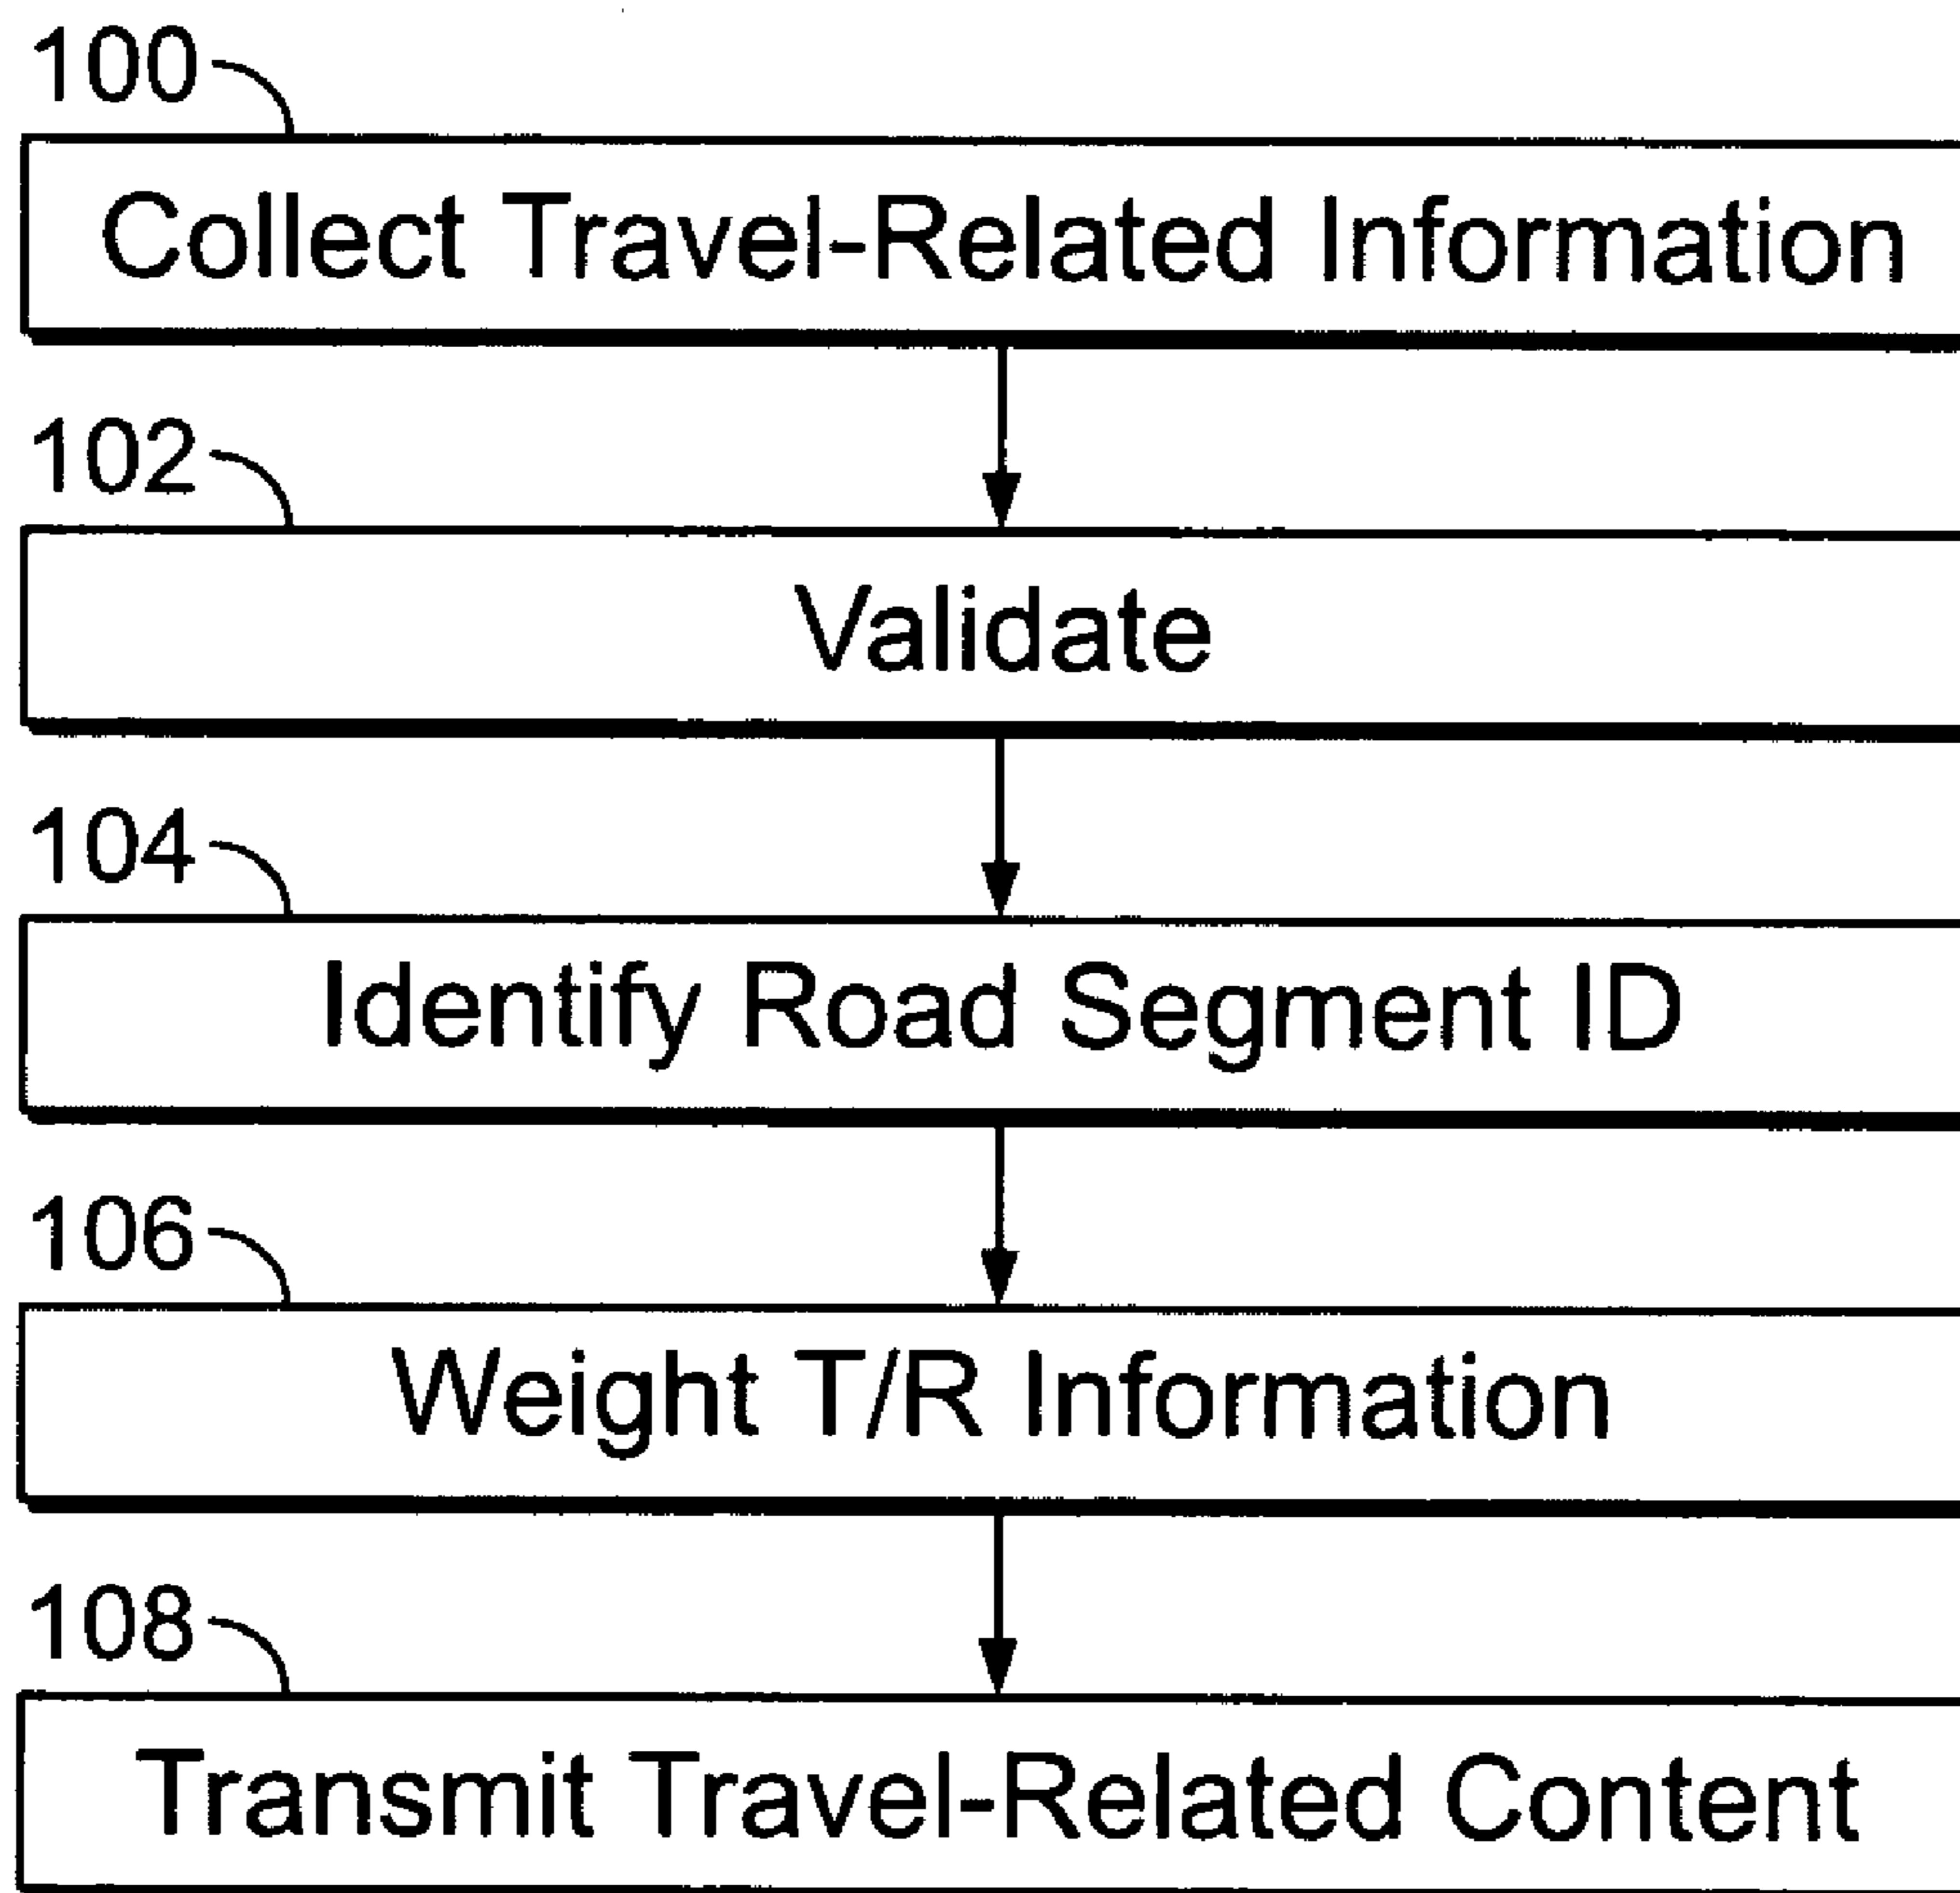 100
Collect Travel-Related Information
102
Validate
104
Identify Road Segment ID
106
Weight T/R Information
108
Transmit Travel-Related Content